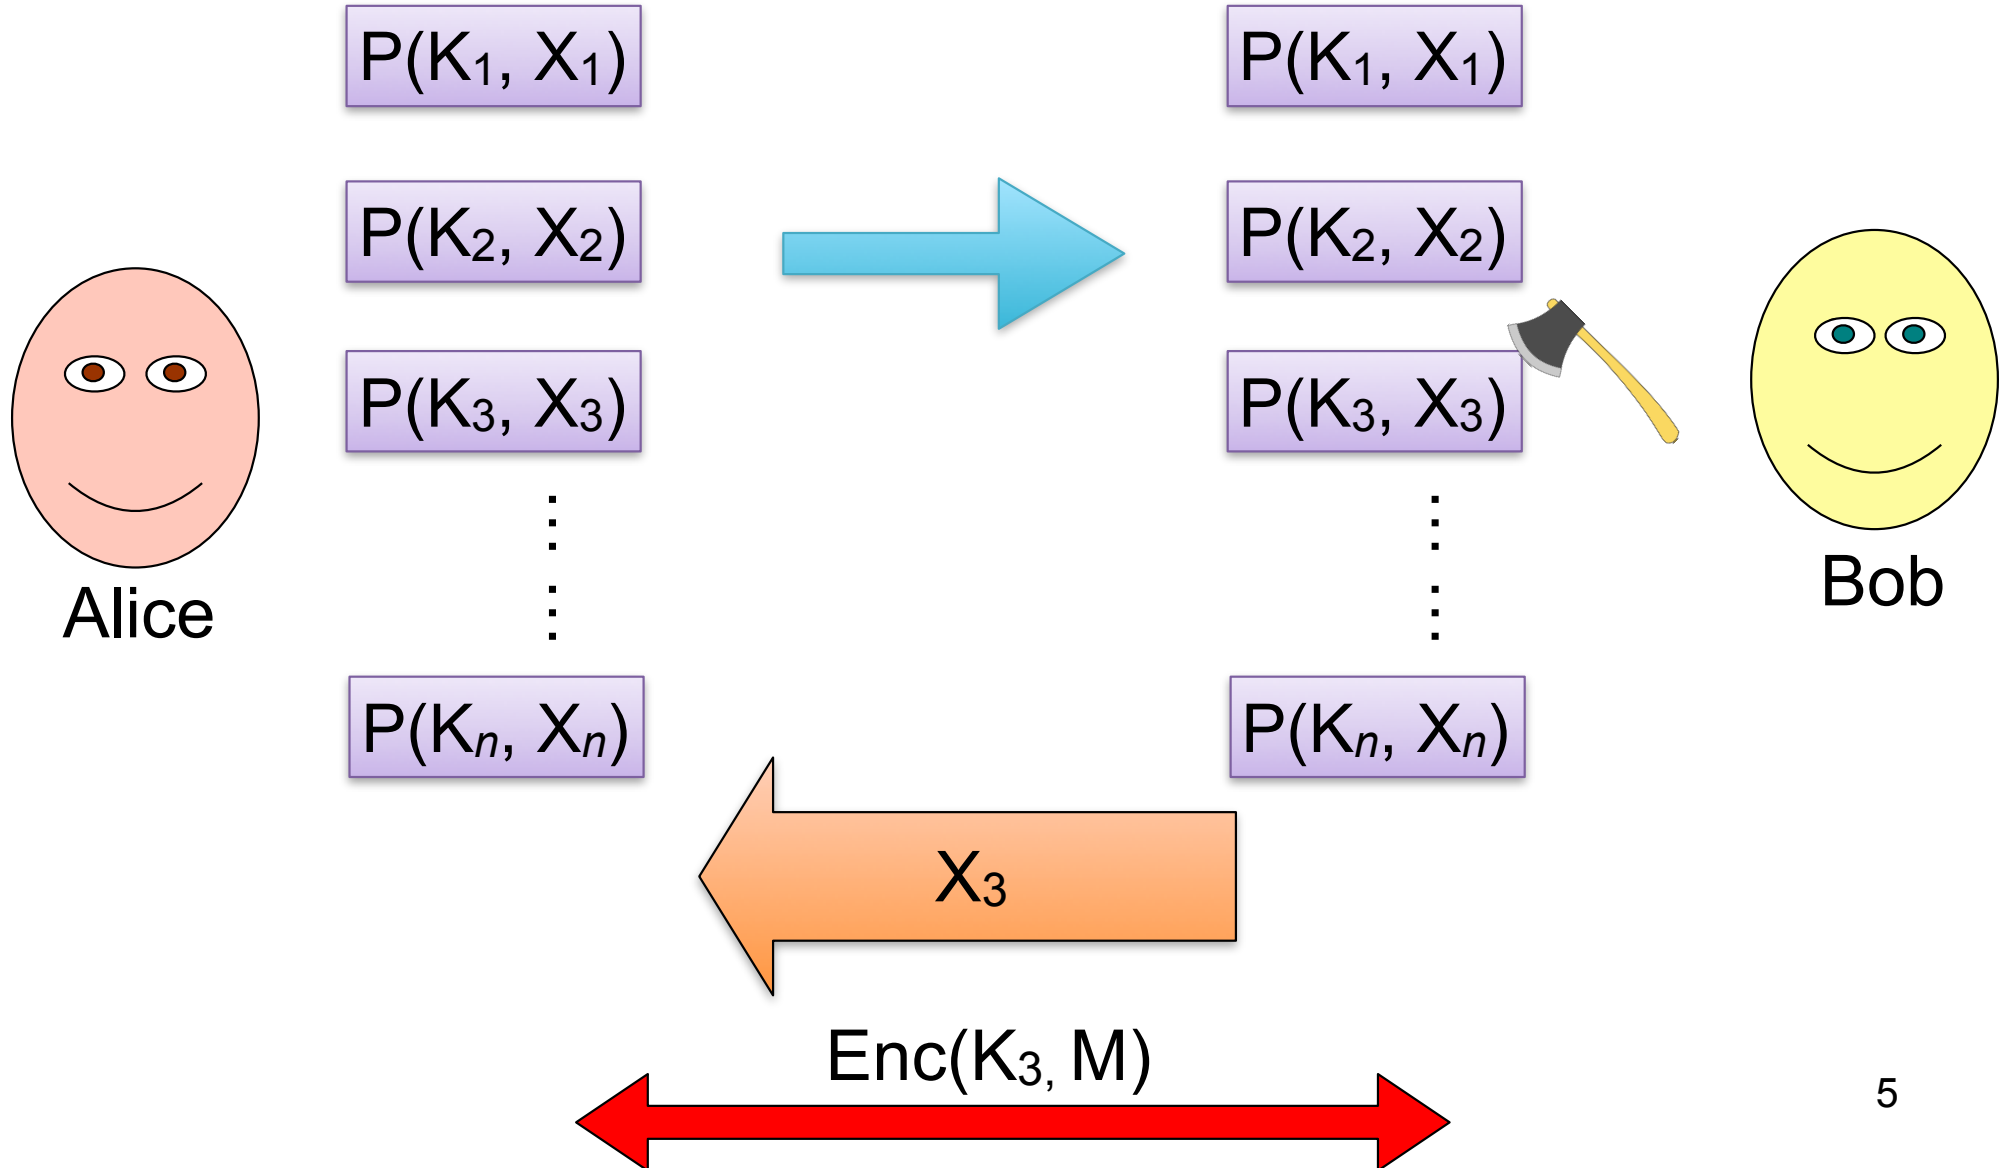 P(K₁, X₁)
P(K₁, X₁)
P(K₂, X₂)
P(K₂, X₂)
P(K₃, X₃)
P(K₃, X₃)
Alice
Bob
P(Kₙ, Xₙ)
P(Kₙ, Xₙ)
X₃
Enc(K₃, M)
5